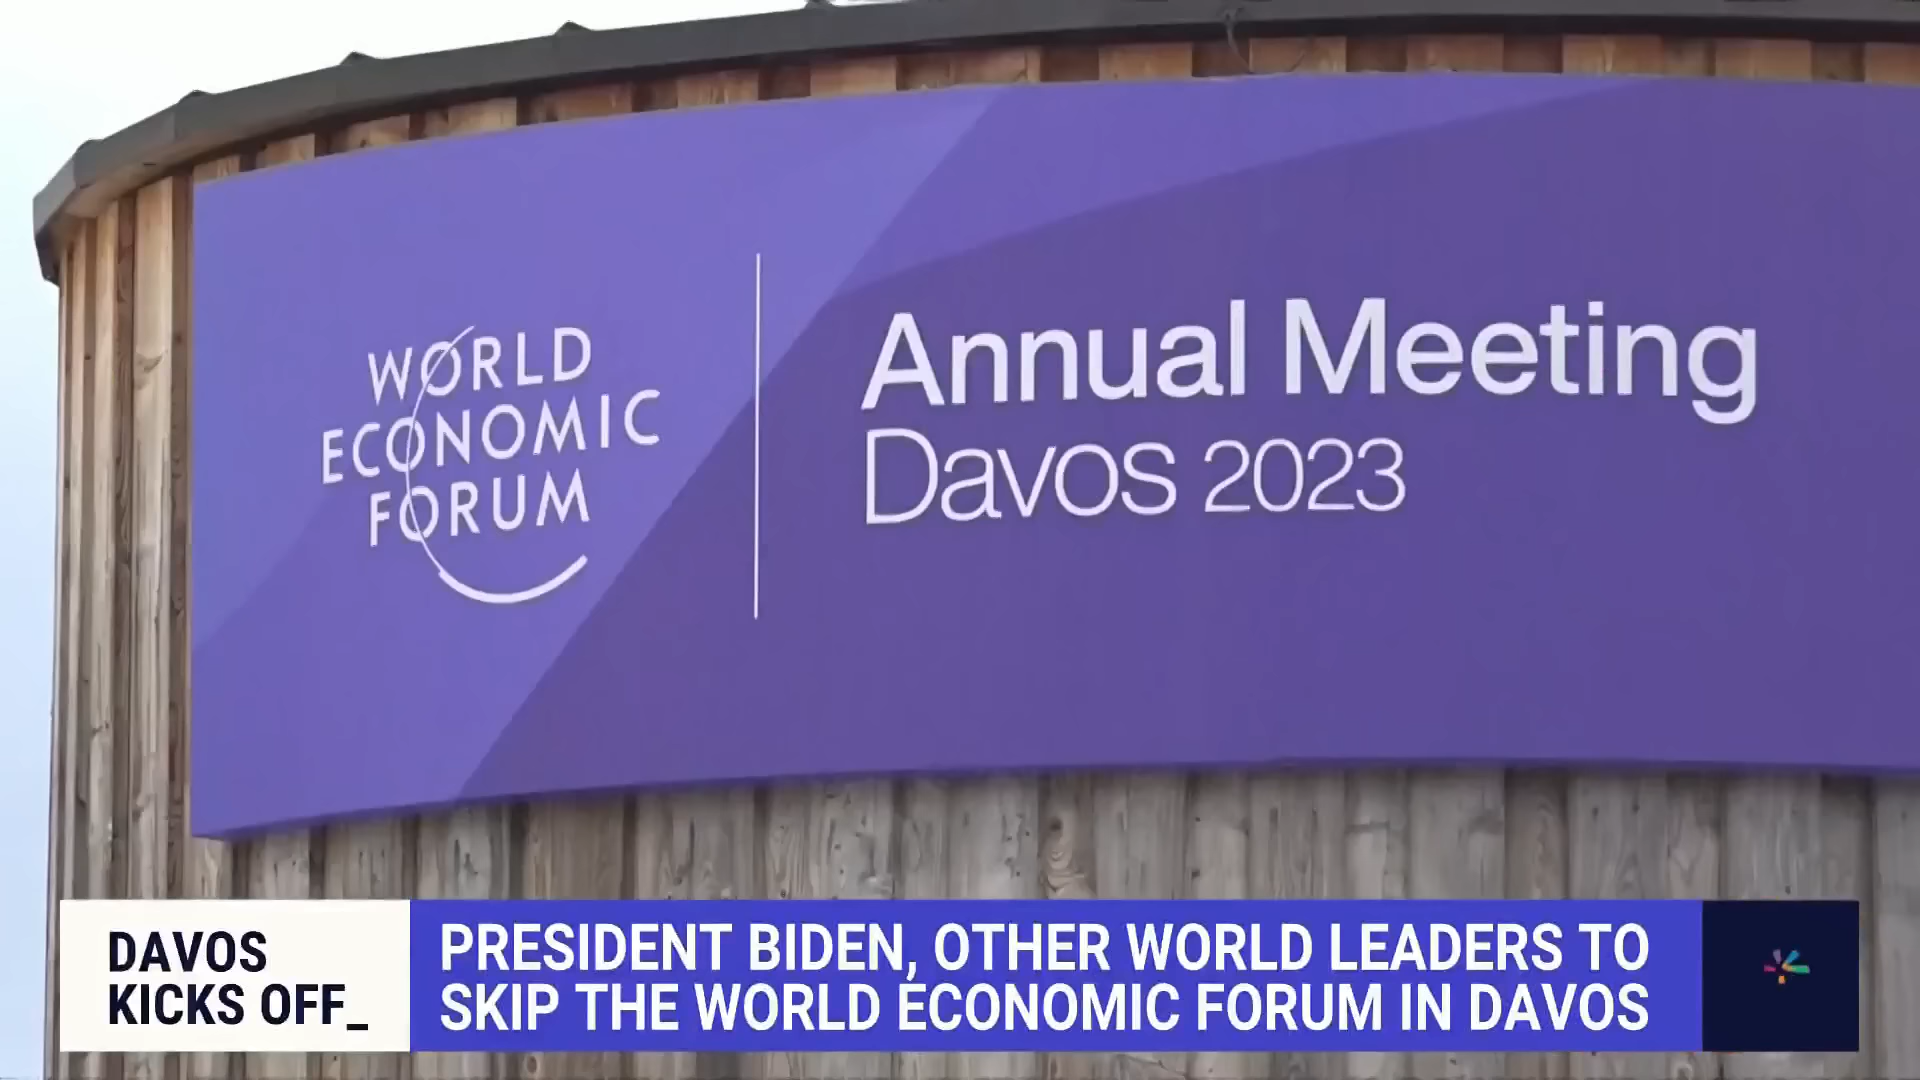 WORLD
ECONOMIC
FORUM
Annual Meeting
Davos 2023
DAVOS
KICKS OFF_
PRESIDENT BIDEN, OTHER WORLD LEADERS TO
SKIP THE WORLD ECONOMIC FORUM IN DAVOS